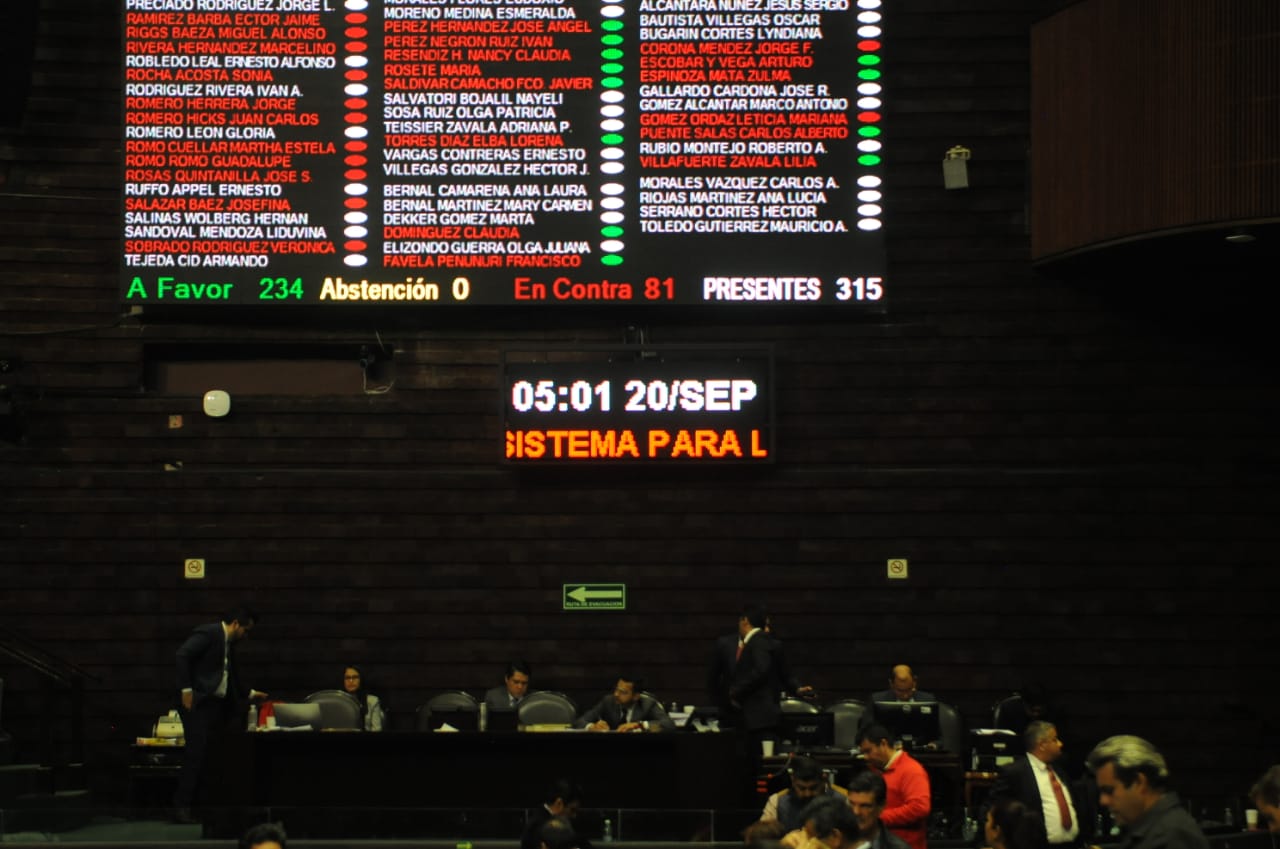 PRECIADO RODRIGUEZ JORGE L.
RAMIREZ BARBA ECTOR JAIME
RIGGS BAEZA MIGUEL ALONSO
RIVERA HERNANDEZ MARCELINO
ROBLEDO LEAL ERNESTO ALFONSO
ROCHA ACOSTA SONIA
RODRIGUEZ RIVERA IVAN A.
ROMERO HERRERA JORGE
ROMERO HICKS JUAN CARLOS
ROMERO LEON GLORIA
ROMO CUELLAR MARTHA ESTELA
ROMO ROMO GUADALUPE
ROSAS QUINTANILLA JOSE S.
RUFFO APPEL ERNESTO
SALAZAR BAEZ JOSEFINA
SALINAS WOLBERG HERNAN
SANDOVAL MENDOZA LIDUVINA
SOBRADO RODRIGUEZ VERONICA
TEJEDA CID ARMANDO
MORALES FLORES EUDOXIO
MORENO MEDINA ESMERALDA
PEREZ HERNANDEZ JOSE ANGEL
PEREZ NEGRON RUIZ IVAN
RESENDIZ H. NANCY CLAUDIA
ROSETE MARIA
SALDIVAR CAMACHO FCO. JAVIER
SALVATORI BOJALIL NAYELI
SOSA RUIZ OLGA PATRICIA
TEISSIER ZAVALA ADRIANA P.
TORRES DIAZ ELBA LORENA
VARGAS CONTRERAS ERNESTO
VILLEGAS GONZALEZ HECTOR J.
BERNAL CAMARENA ANA LAURA
BERNAL MARTINEZ MARY CARMEN
DEKKER GOMEZ MARTA
DOMINGUEZ CLAUDIA
ELIZONDO GUERRA OLGA JULIANA
FAVELA PENUNURI FRANCISCO
ALCANTARA NUÑEZ JESUS SERGIO
BAUTISTA VILLEGAS OSCAR
BUGARIN CORTES LYNDIANA
CORONA MENDEZ JORGE F.
ESCOBAR Y VEGA ARTURO
ESPINOZA MATA ZULMA
GALLARDO CARDONA JOSE R.
GOMEZ ALCANTAR MARCO ANTONIO
GOMEZ ORDAZ LETICIA MARIANA
PUENTE SALAS CARLOS ALBERTO
RUBIO MONTEJO ROBERTO A.
VILLAFUERTE ZAVALA LILIA
MORALES VAZQUEZ CARLOS A.
RIOJAS MARTINEZ ANA LUCIA
SERRANO CORTES HECTOR
TOLEDO GUTIERREZ MAURICIO A.
A Favor 234 Abstención 0 En Contra 81 PRESENTES 315
05:01 20/SEP
SISTEMA PARA L
RUTA DE EVACUACION
acer